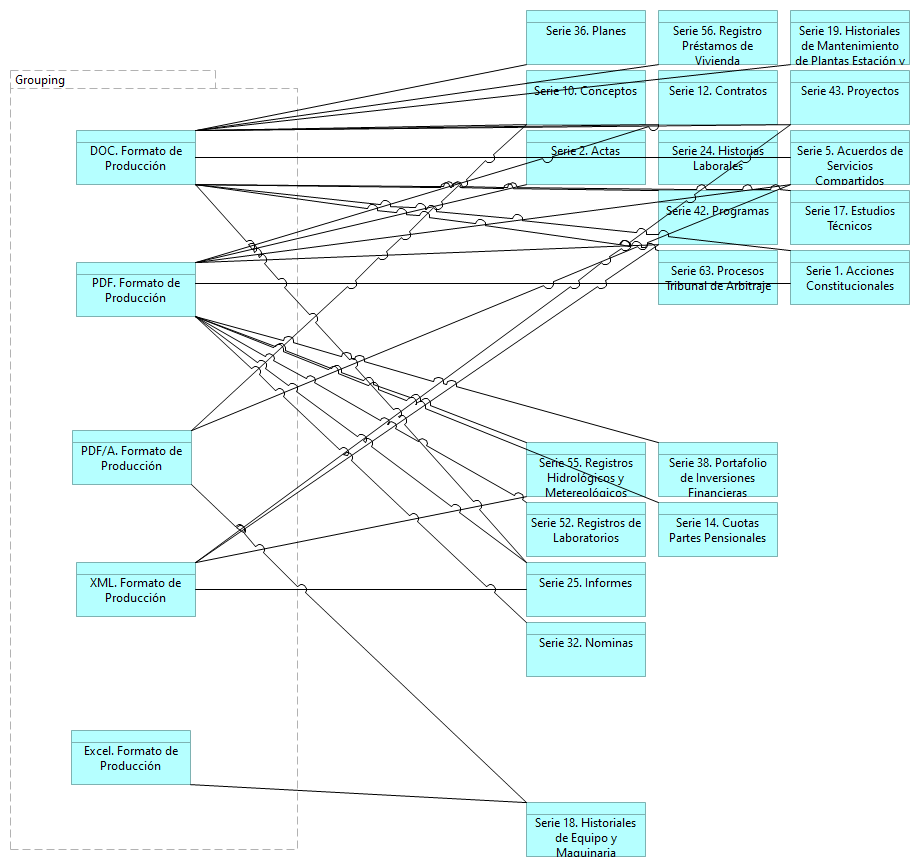 Serie 36. Planes
Serie 56. Registro
Préstamos de
Vivienda
Serie 19. Historiales
de Mantenimiento
de Plantas Estación y
Grouping
Serie 10. Conceptos
Serie 12. Contratos
Serie 43. Proyectos
DOC. Formato de
Producción
Serie 2. Actas
Serie 24. Historias
Laborales
Serie 5. Acuerdos de
Servicios
Compartidos
Serie 42. Programas
Serie 17. Estudios
Técnicos
PDF. Formato de
Producción
Serie 63. Procesos
Tribunal de Arbitraje
Serie 1. Acciones
Constitucionales
PDF/A. Formato de
Producción
Serie 55. Registros
Hidrológicos y
Metereológicos
Serie 38. Portafolio
de Inversiones
Financieras
Serie 52. Registros de
Laboratorios
Serie 14. Cuotas
Partes Pensionales
XML. Formato de
Producción
Serie 25. Informes
Serie 32. Nominas
Excel. Formato de
Producción
Serie 18. Historiales
de Equipo y
Maquinaria